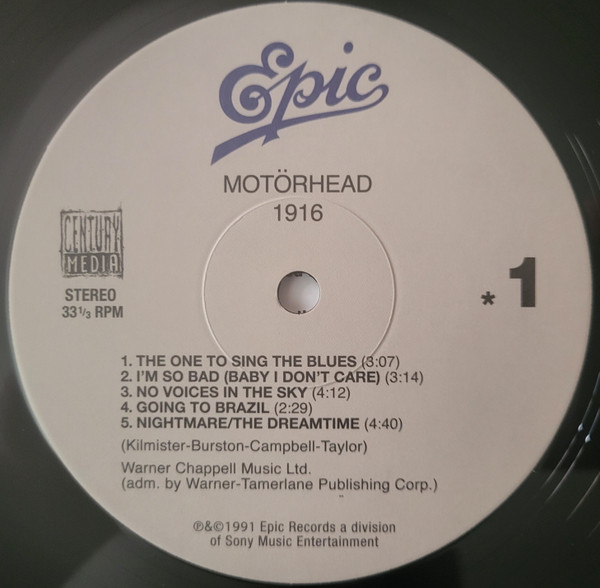 Epic
MOTÖRHEAD
1916
CENTURY
MEDIA
STEREO
33 1/3 RPM
* 1
1. THE ONE TO SING THE BLUES (3:07)
2. I'M SO BAD (BABY I DON'T CARE) (3:14)
3. NO VOICES IN THE SKY (4:12)
4. GOING TO BRAZIL (2:29)
5. NIGHTMARE/THE DREAMTIME (4:40)
(Kilmister-Burston-Campbell-Taylor)
Warner Chappell Music Ltd.
(adm. by Warner-Tamerlane Publishing Corp.)
℗&©1991 Epic Records a division
of Sony Music Entertainment